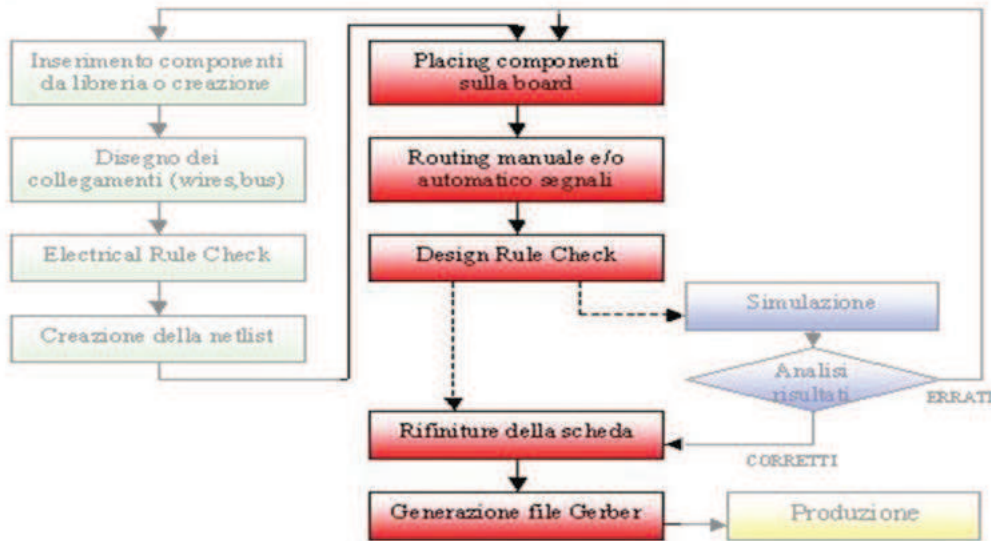 Inserimento componenti
da libreria o creazione
Disegno dei
collegamenti (wires,bus)
Electrical Rule Check
Creazione della netlist
Placing componenti
sulla board
Routing manuale e/o
automatico segnali
Design Rule Check
Simulazione
Analisi
risultati
ERRATI
CORRETTI
Rifiniture della scheda
Generazione file Gerber
Produzione